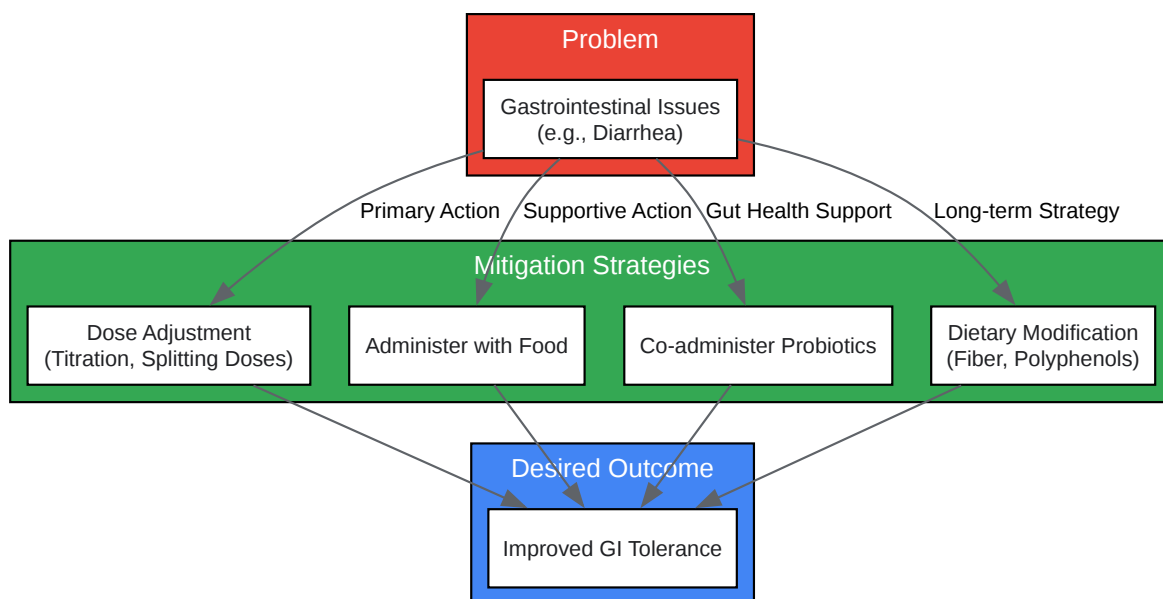 Problem
Gastrointestinal Issues
(e.g., Diarrhea)
Primary Action
Supportive Action
Gut Health Support
Long-term Strategy
Mitigation Strategies
Dose Adjustment
(Titration, Splitting Doses)
Administer with Food
Co-administer Probiotics
Dietary Modification
(Fiber, Polyphenols)
Desired Outcome
Improved GI Tolerance